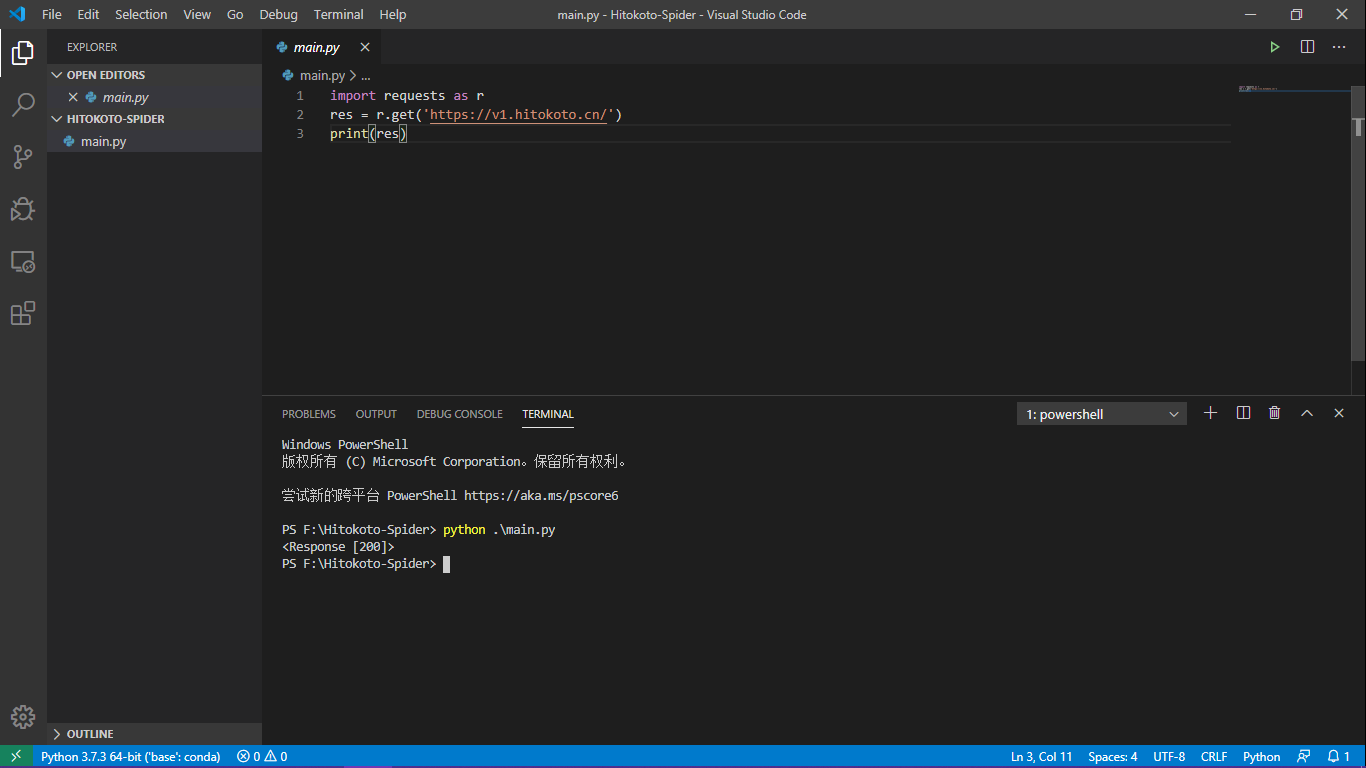 File Edit Selection View Go Debug Terminal Help main.py - Hitokoto-Spider - Visual Studio Code
EXPLORER
OPEN EDITORS
main.py
HITOKOTO-SPIDER
main.py
OUTLINE
main.py
main.py > ...
1 import requests as r
2 res = r.get('https://v1.hitokoto.cn/')
3 print(res)
PROBLEMS OUTPUT DEBUG CONSOLE TERMINAL 1: powershell
Windows PowerShell
版权所有 (C) Microsoft Corporation。保留所有权利。
尝试新的跨平台 PowerShell https://aka.ms/pscore6
PS F:\Hitokoto-Spider> python .\main.py
<Response [200]>
PS F:\Hitokoto-Spider>
Python 3.7.3 64-bit ('base': conda) 0 0 Ln 3, Col 11 Spaces: 4 UTF-8 CRLF Python 1